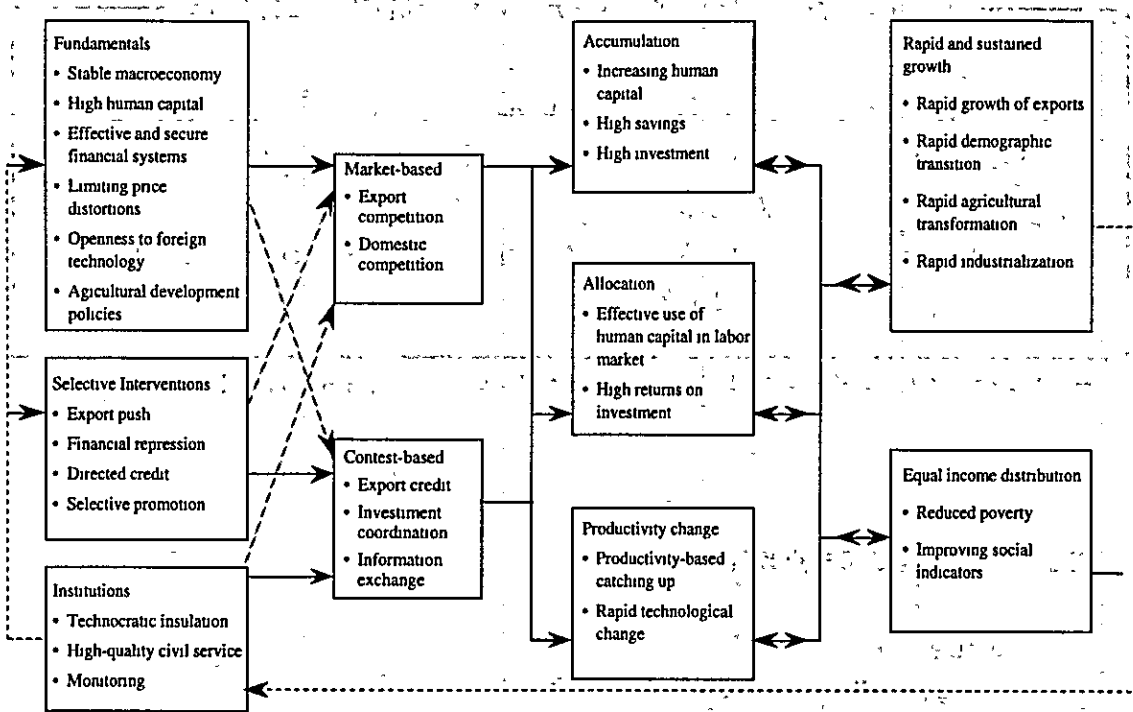 Fundamentals
• Stable macroeconomy
• High human capital
• Effective and secure
financial systems
• Limiting price
distortions
• Openness to foreign
technology
• Agicultural development
policies
Selective Interventions
• Export push
• Financial repression
• Directed credit
• Selective promotion
Institutions
• Technocratic insulation
• High-quality civil service
• Monitoring
Market-based
• Export
competition
• Domestic
competition
Contest-based
• Export credit
• Investment
coordination
• Information
exchange
Accumulation
• Increasing human
capital
• High savings
• High investment
Allocation
• Effective use of
human capital in labor
market
• High returns on
investment
Productivity change
• Productivity-based
catching up
• Rapid technological
change
Rapid and sustained
growth
• Rapid growth of exports
• Rapid demographic
transition
• Rapid agricultural
transformation
• Rapid industrialization
Equal income distribution
• Reduced poverty
• Improving social
indicators